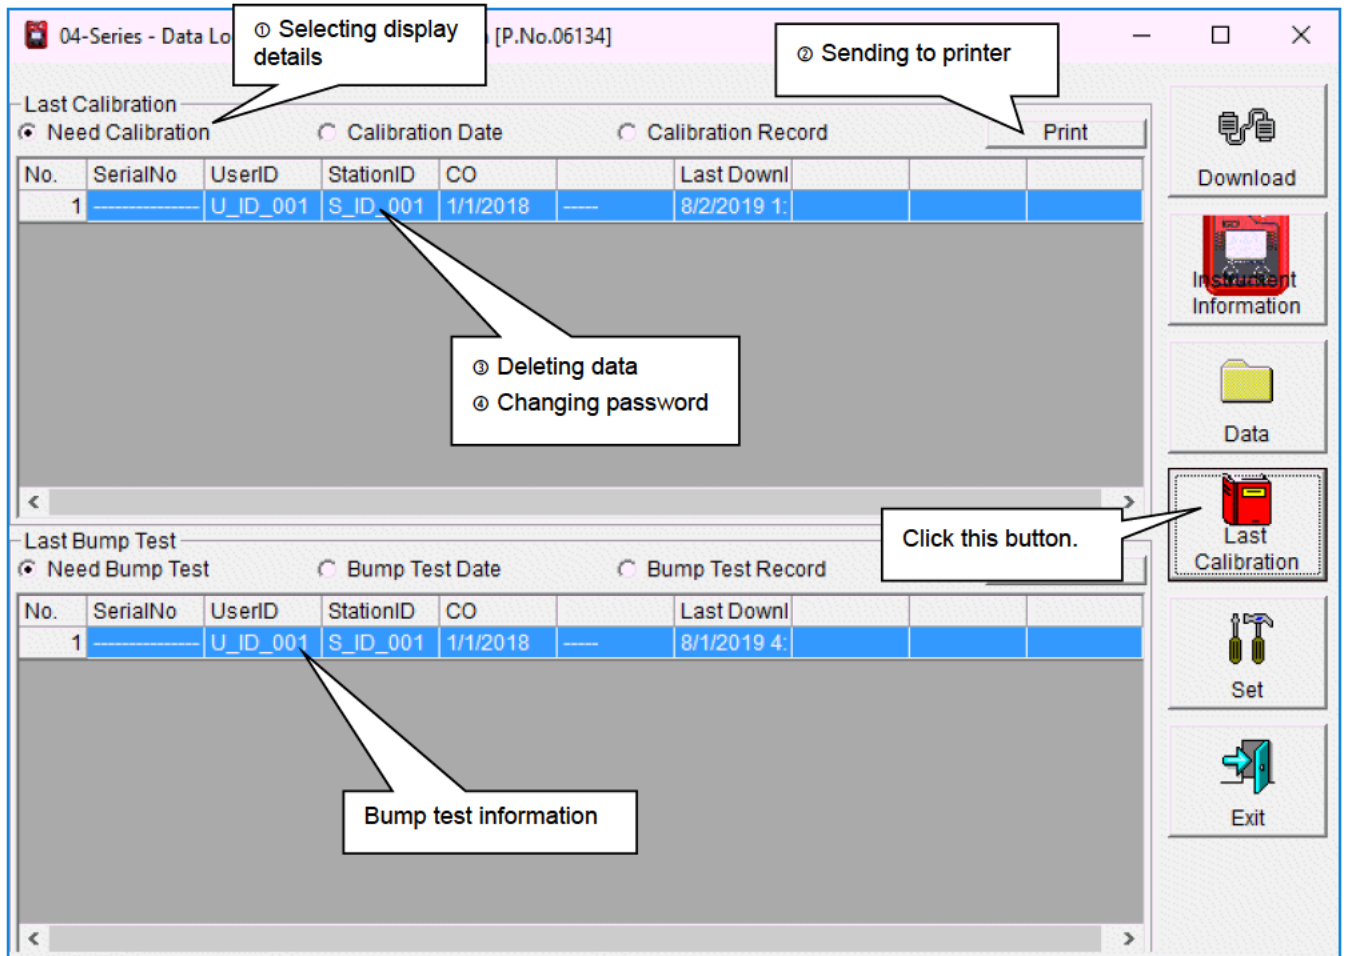 04-Series - Data Lo
[P.No.06134]
① Selecting display
details
② Sending to printer
Last Calibration
Need Calibration
Calibration Date
Calibration Record
Print
No. SerialNo UserID StationID CO Last Downl
1 --------------- U_ID_001 S_ID_001 1/1/2018 ----- 8/2/2019 1:
③ Deleting data
④ Changing password
Last Bump Test
Need Bump Test
Bump Test Date
Bump Test Record
Click this button.
No. SerialNo UserID StationID CO Last Downl
1 --------------- U_ID_001 S_ID_001 1/1/2018 ----- 8/1/2019 4:
Bump test information
Download
Instrument
Information
Data
Last
Calibration
Set
Exit